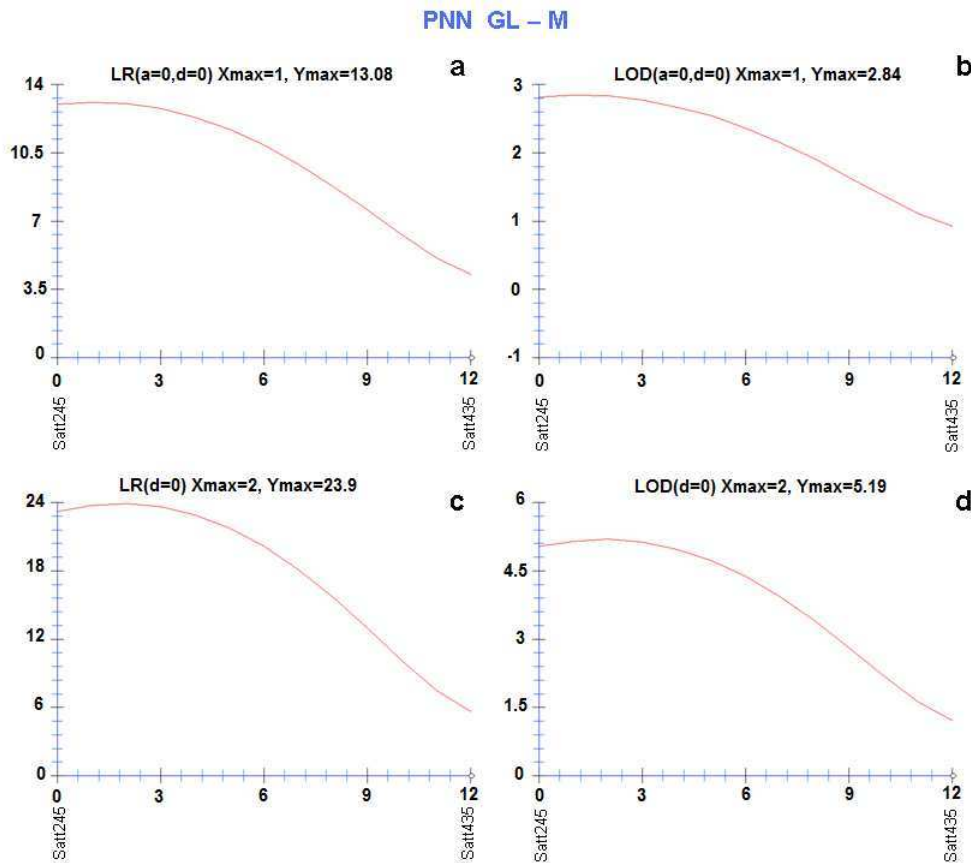 PNN GL – M
LR(a=0,d=0) Xmax=1, Ymax=13.08
a
14
10.5
7
3.5
0
0 3 6 9 12
Satt245
Satt435
LOD(a=0,d=0) Xmax=1, Ymax=2.84
b
3
2
1
0
-1
0 3 6 9 12
Satt245
Satt435
LR(d=0) Xmax=2, Ymax=23.9
c
24
18
12
6
0
0 3 6 9 12
Satt245
Satt435
LOD(d=0) Xmax=2, Ymax=5.19
d
6
4.5
3
1.5
0
0 3 6 9 12
Satt245
Satt435